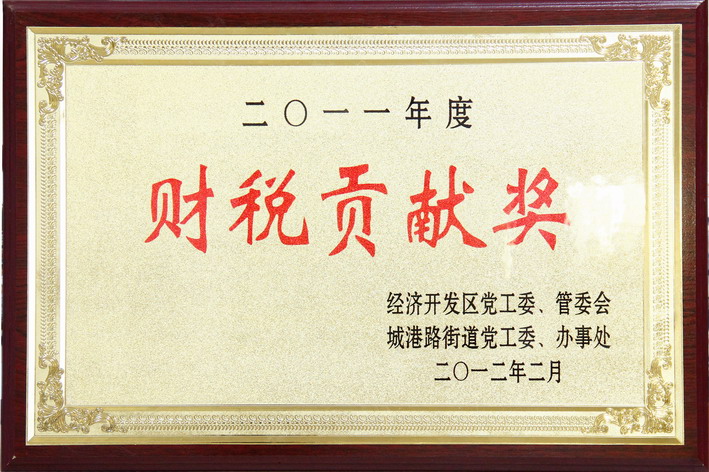 二〇一一年度
财税贡献奖
经济开发区党工委、管委会
城港路街道党工委、办事处
二〇一二年二月